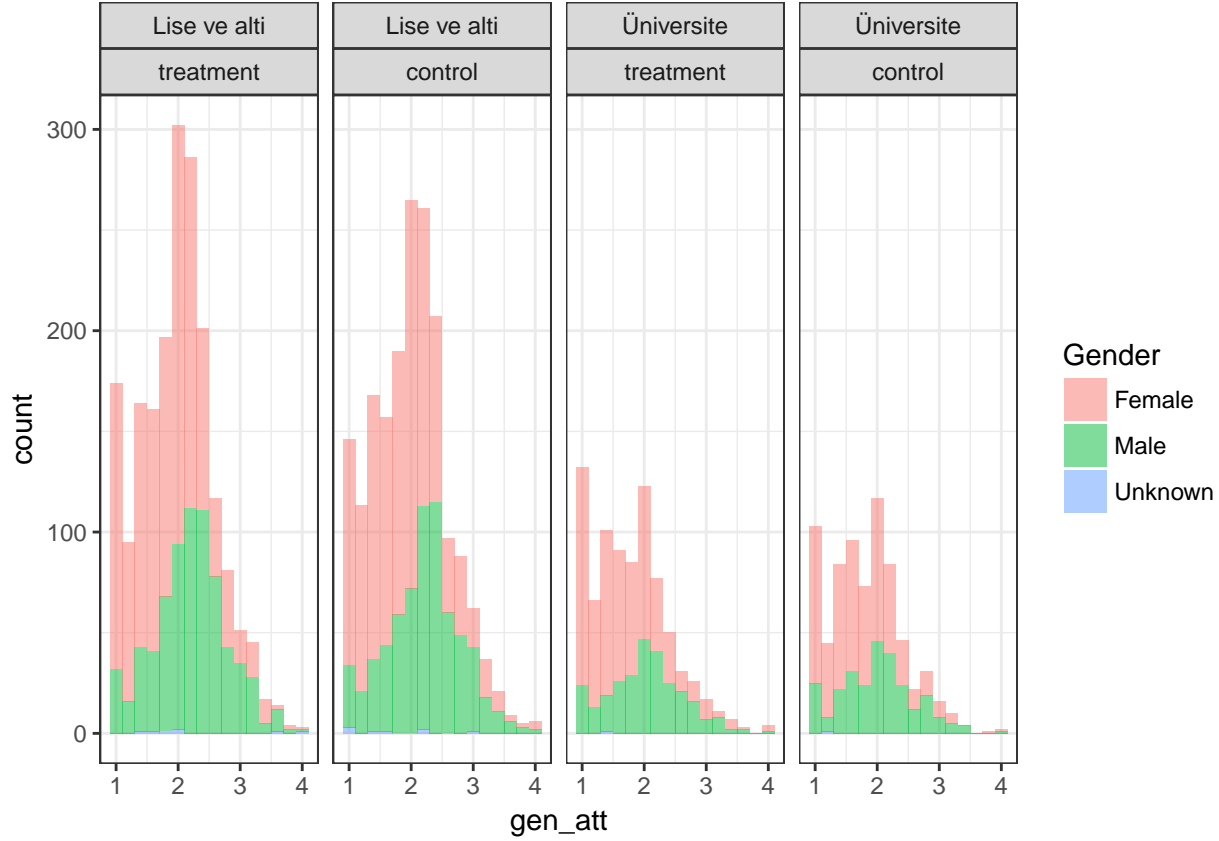 Lise ve alti Lise ve alti Üniversite Üniversite
treatment control treatment control
300
200
100
0
count
1 2 3 4 1 2 3 4 1 2 3 4 1 2 3 4
gen_att
Gender
Female
Male
Unknown